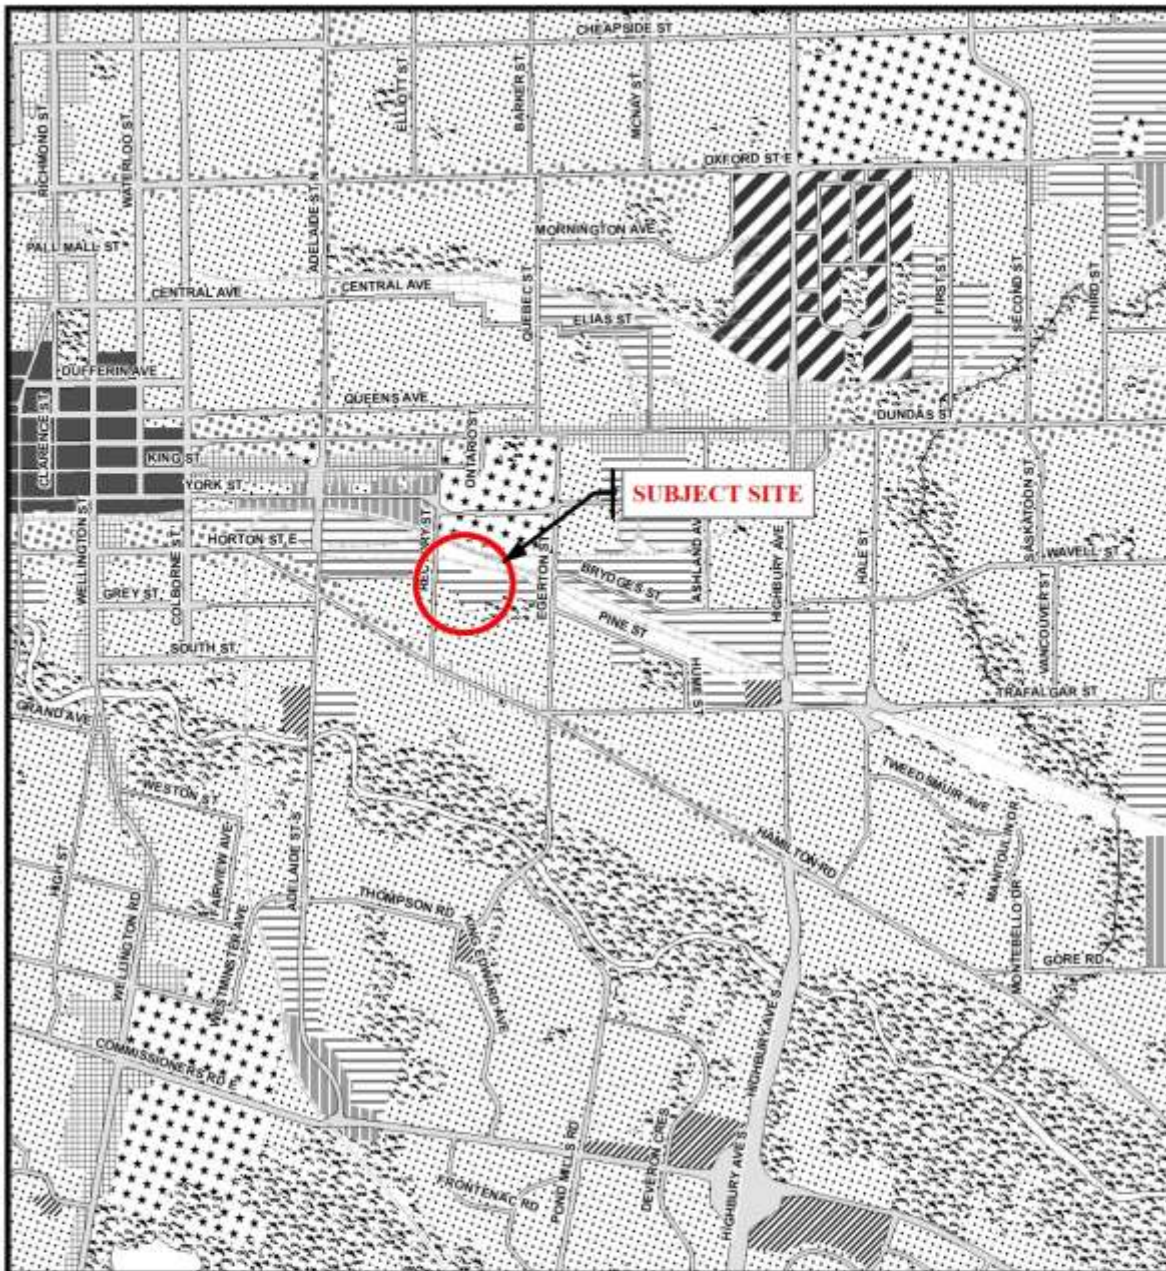 CHEAPSIDE ST
ELLIOTT ST
BARKER ST
MCNAY ST
RICHMOND ST
WATERLOO ST
OXFORD ST E
ADELAIDE ST N
MORNINGTON AVE
PALL MALL ST
CENTRAL AVE
CENTRAL AVE
QUEBEC ST
ELIAS ST
FIRST ST
SECOND ST
THIRD ST
DUFFERIN AVE
QUEENS AVE
DUNDAS ST
CLARENCE ST
KING ST
ONTARIO ST
YORK ST
SUBJECT SITE
WELLINGTON ST
COLBORNE ST
HORTON ST E
EGERTON ST
BRYDGES ST
ASHLAND AVE
HIGHBURY AVE
HALE ST
SASKATOON ST
WAVELL ST
GREY ST
PINE ST
VANCOUVER ST
SOUTH ST
HUME ST
TRAFALGAR ST
GRAND AVE
WESTON ST
TWEEDSMUIR AVE
HIGH ST
FAIRVIEW AVE
ADELAIDE ST S
HAMILTON RD
MANITOULIN DR
MONTEBELLO DR
THOMPSON RD
WELLINGTON RD
WESTMINSTER AVE
KING EDWARD AVE
GORE RD
COMMISSIONERS RD E
HIGHBURY AVE S
HIGHBURY AVE S
POND MILLS RD
DEVERON CRES
FRONTENAC RD